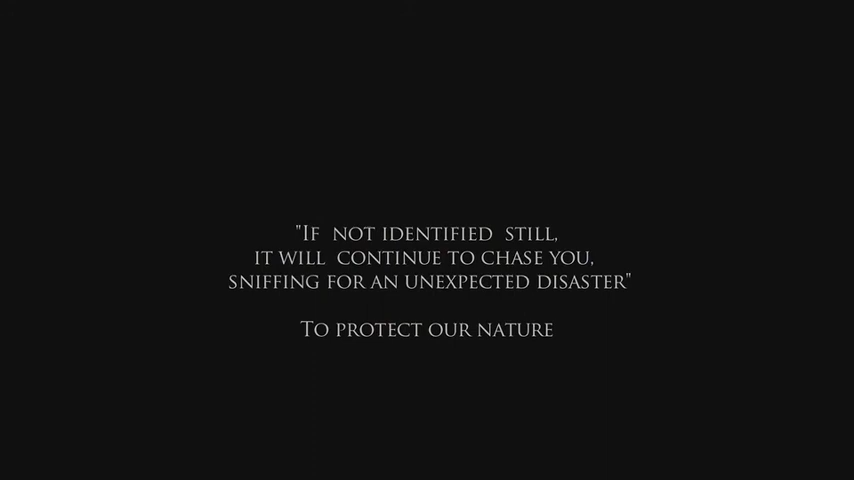 "If not identified still,
it will continue to chase you,
sniffing for an unexpected disaster"
To protect our nature